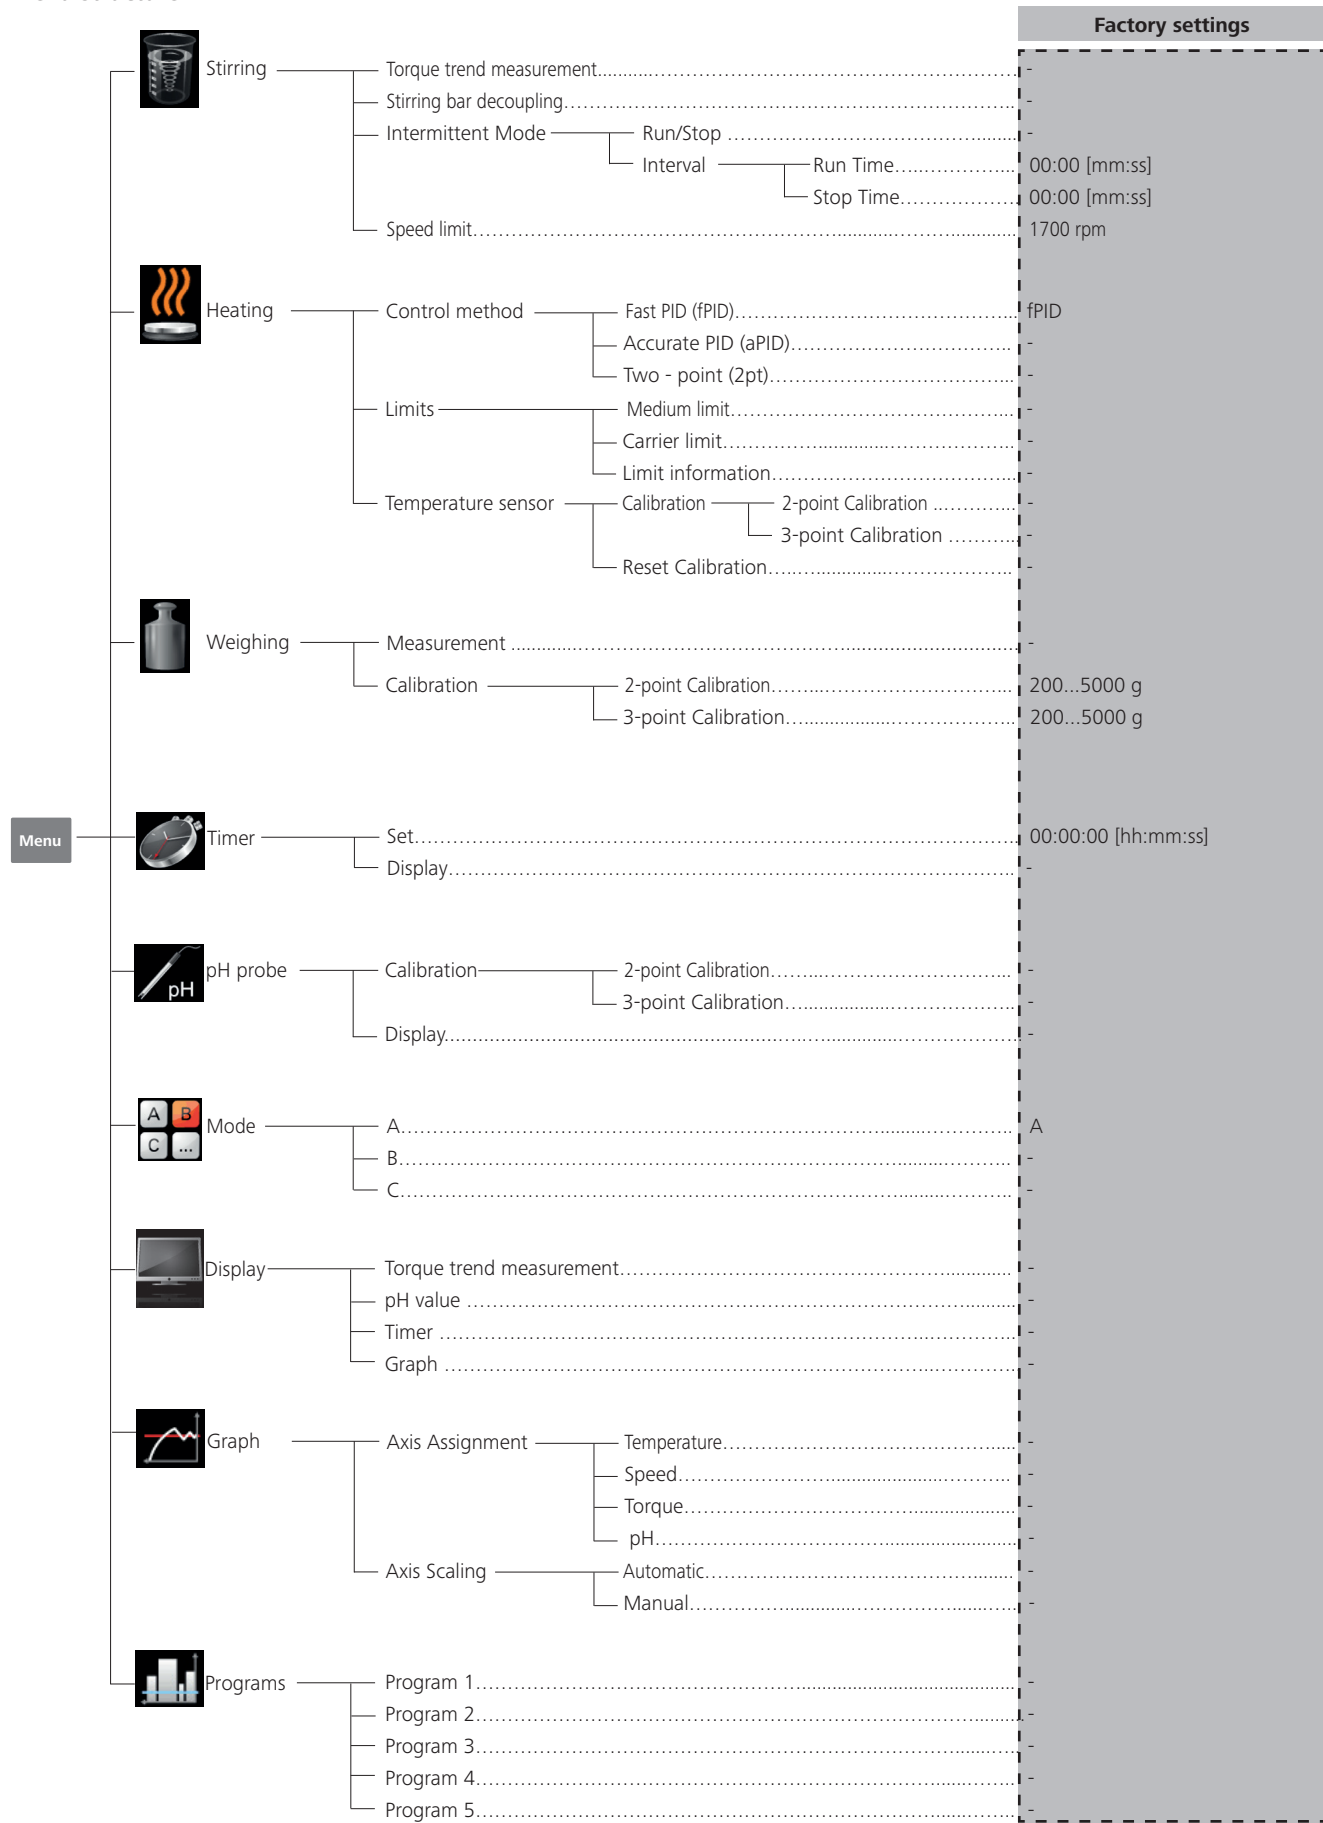 Factory settings
Stirring
Torque trend measurement -
Stirring bar decoupling -
Intermittent Mode Run/Stop -
Interval Run Time 00:00 [mm:ss]
Stop Time 00:00 [mm:ss]
Speed limit 1700 rpm
Heating Control method Fast PID (fPID) fPID
Accurate PID (aPID) -
Two - point (2pt) -
Limits Medium limit -
Carrier limit -
Limit information -
Temperature sensor Calibration 2-point Calibration -
3-point Calibration -
Reset Calibration -
Weighing Measurement -
Calibration 2-point Calibration 200...5000 g
3-point Calibration 200...5000 g
Menu
Timer Set 00:00:00 [hh:mm:ss]
Display -
pH
pH probe Calibration 2-point Calibration -
3-point Calibration -
Display -
A B
C ...
Mode A A
B -
C -
Display Torque trend measurement -
pH value -
Timer -
Graph -
Graph Axis Assignment Temperature -
Speed -
Torque -
pH -
Axis Scaling Automatic -
Manual -
Programs Program 1 -
Program 2 -
Program 3 -
Program 4 -
Program 5 -